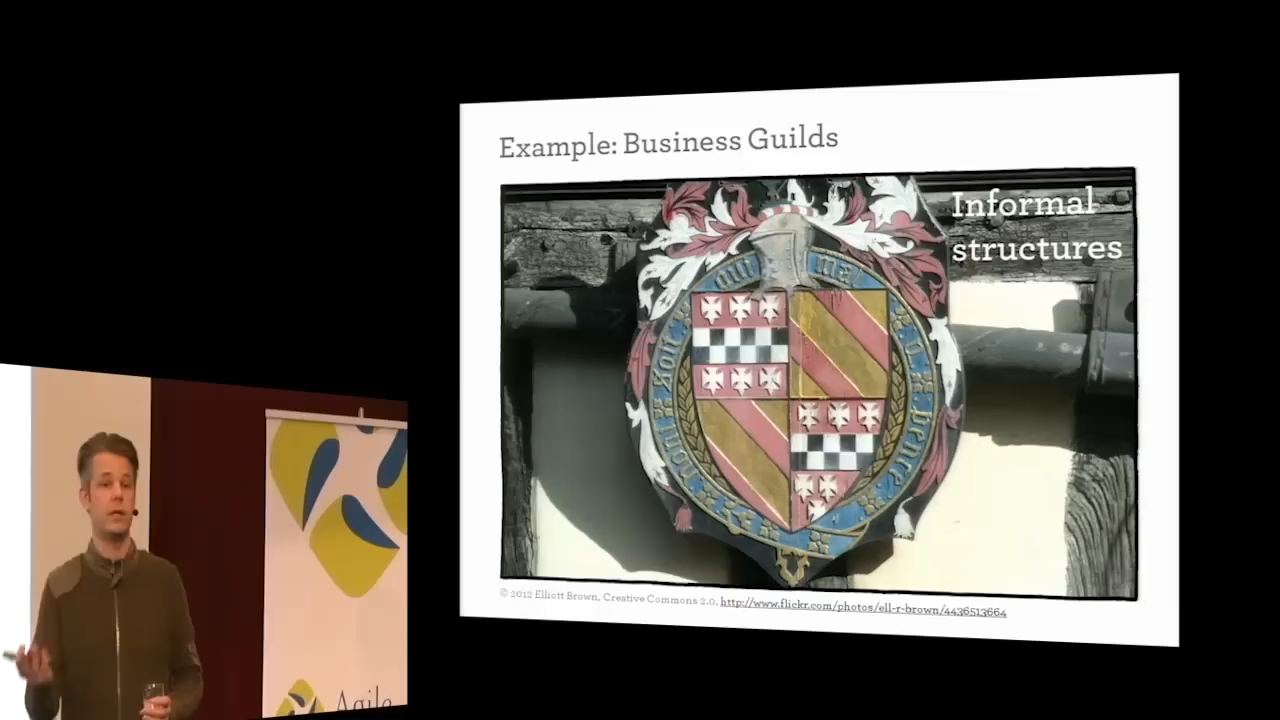 Example: Business Guilds
Informal
structures
© 2012 Elliott Brown, Creative Commons 2.0, http://www.flickr.com/photos/ell-r-brown/4436513664
Agile